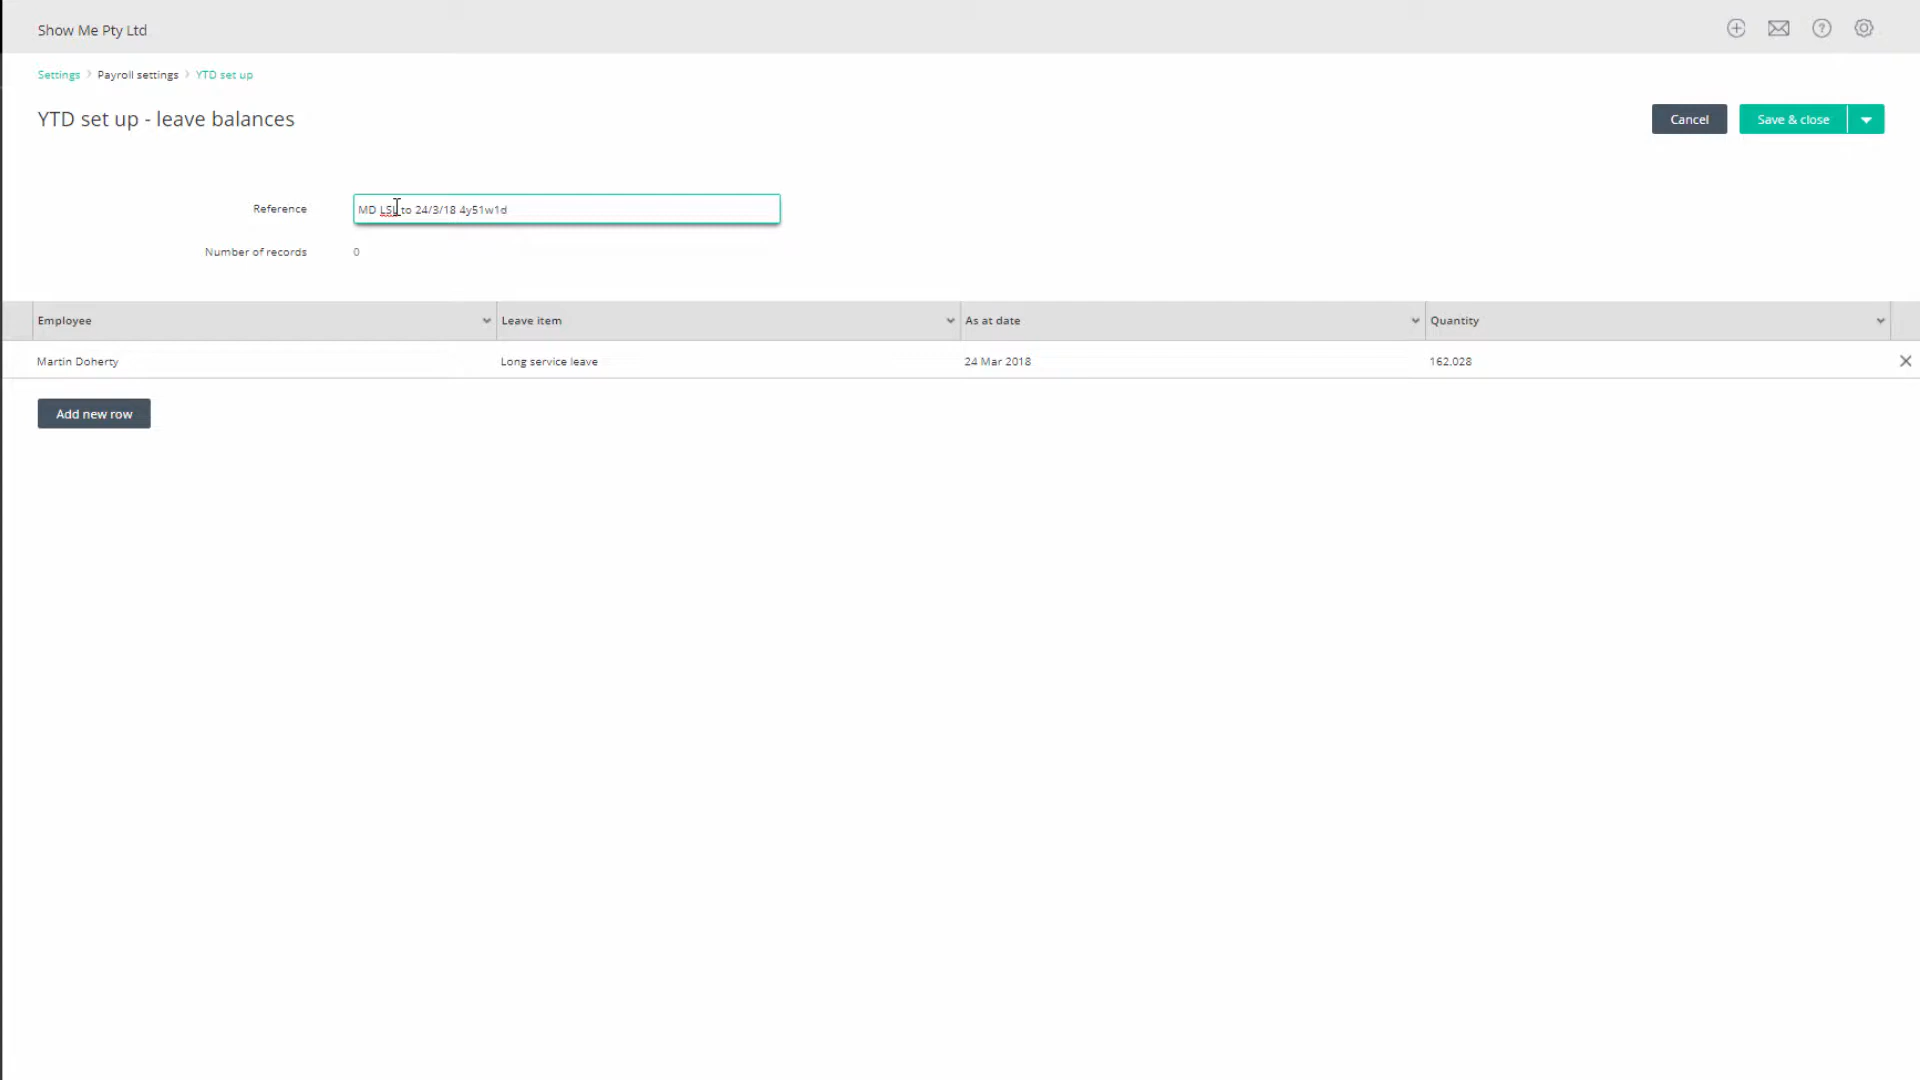 Show Me Pty Ltd
Settings > Payroll settings > YTD set up
YTD set up - leave balances
Cancel
Save & close
Reference
MD LSL to 24/3/18 4y51w1d
Number of records
0
Employee Leave item As at date Quantity
Martin Doherty Long service leave 24 Mar 2018 162.028
Add new row